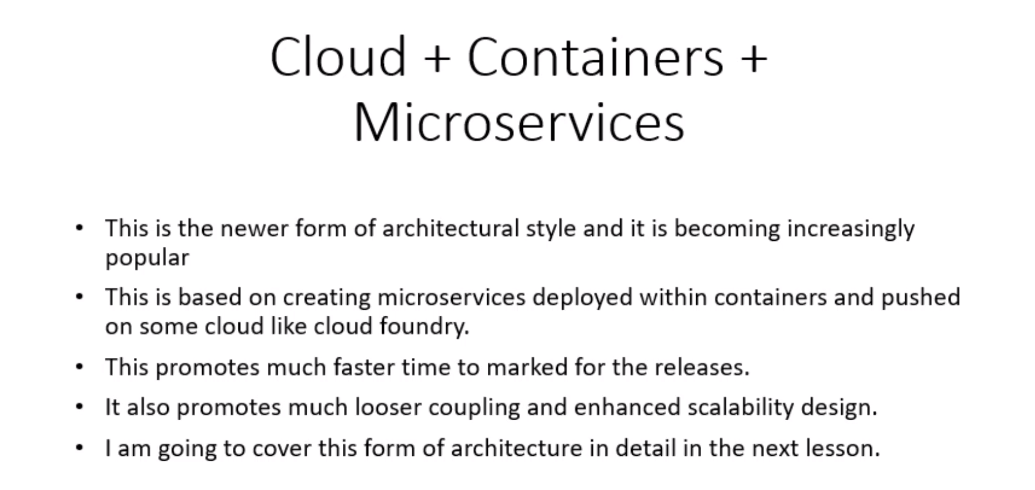 Cloud + Containers +
Microservices
• This is the newer form of architectural style and it is becoming increasingly
popular
• This is based on creating microservices deployed within containers and pushed
on some cloud like cloud foundry.
• This promotes much faster time to marked for the releases.
• It also promotes much looser coupling and enhanced scalability design.
• I am going to cover this form of architecture in detail in the next lesson.